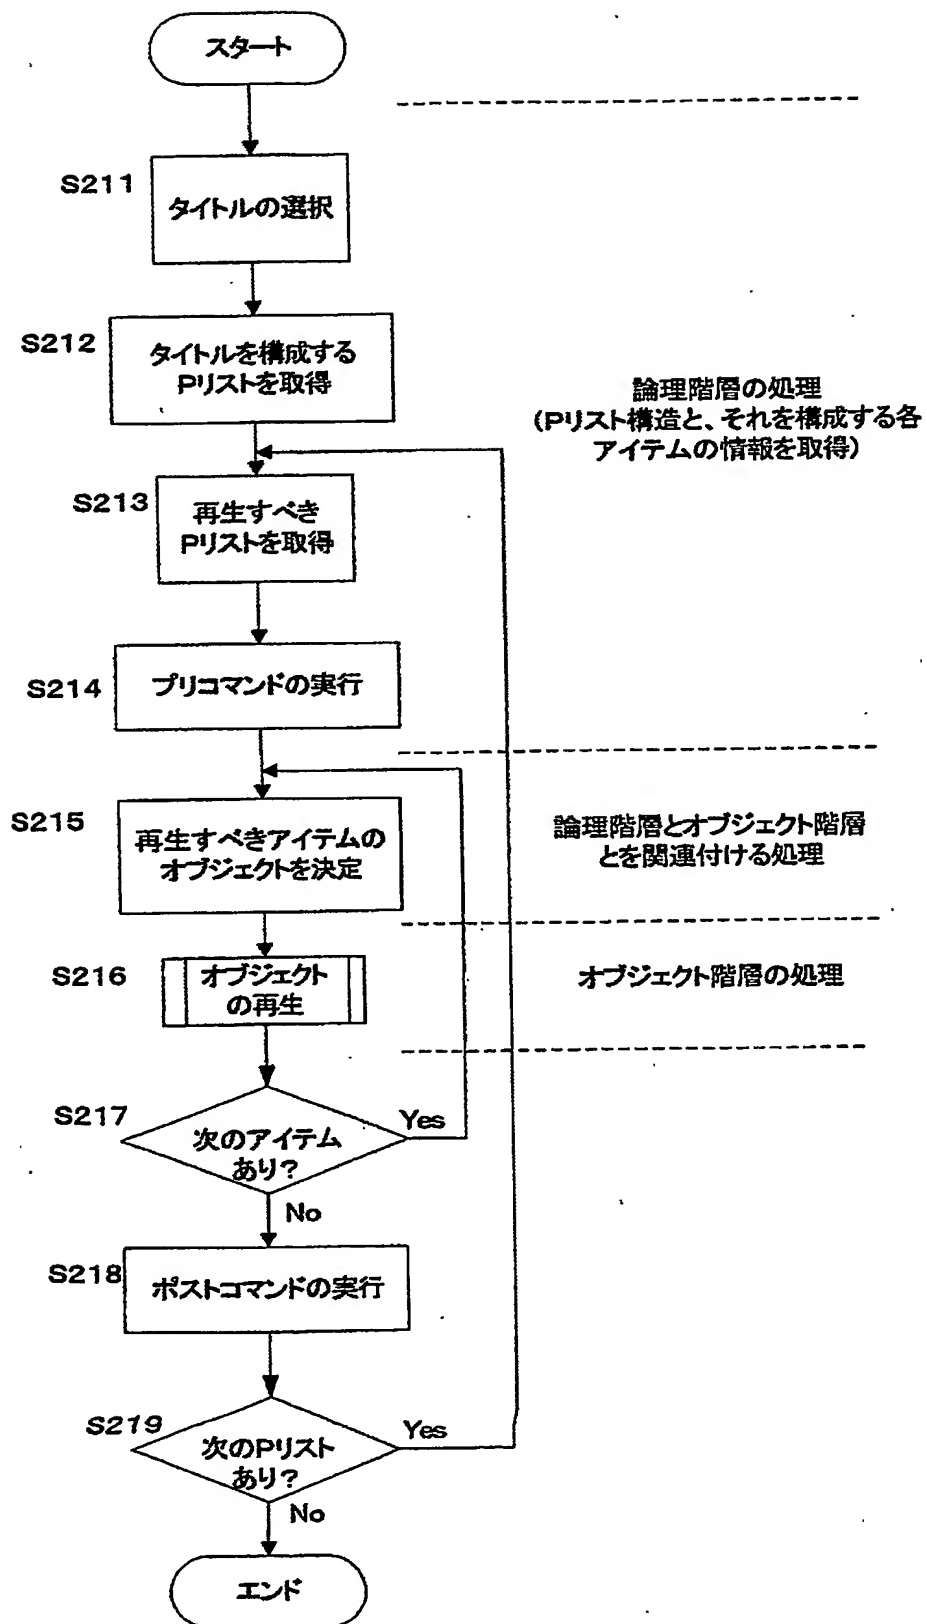 スタート
S211
タイトルの選択
S212
タイトルを構成する
Pリストを取得
論理階層の処理
(Pリスト構造と、それを構成する各
アイテムの情報を取得)
S213
再生すべき
Pリストを取得
S214
プリコマンドの実行
S215
再生すべきアイテムの
オブジェクトを決定
論理階層とオブジェクト階層
とを関連付ける処理
S216
オブジェクト
の再生
オブジェクト階層の処理
S217
次のアイテム
あり?
Yes
No
S218
ポストコマンドの実行
S219
次のPリスト
あり?
Yes
No
エンド